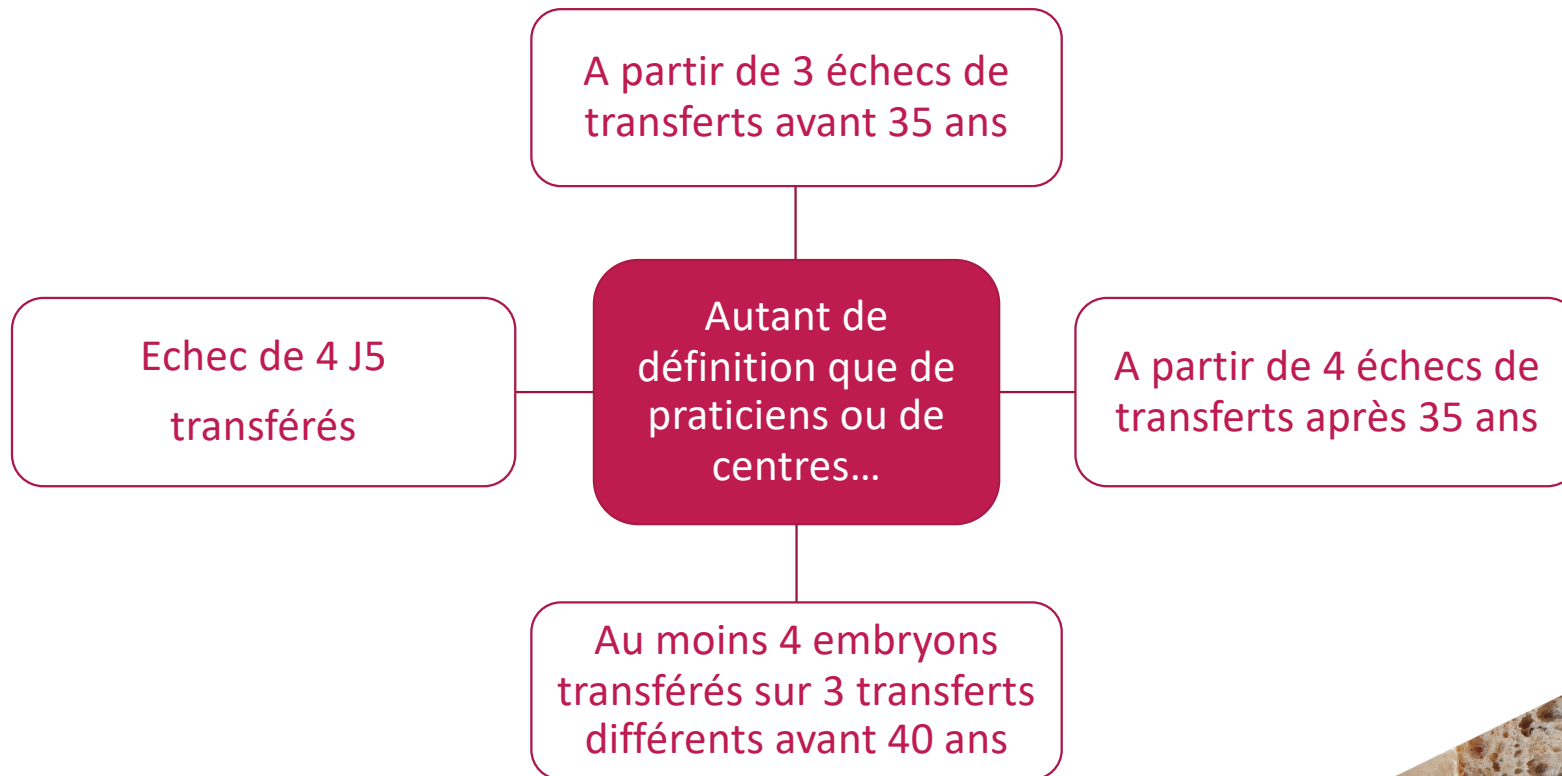 A partir de 3 échecs de
transferts avant 35 ans
Echec de 4 J5
transférés
Autant de
définition que de
praticiens ou de
centres...
A partir de 4 échecs de
transferts après 35 ans
Au moins 4 embryons
transférés sur 3 transferts
différents avant 40 ans